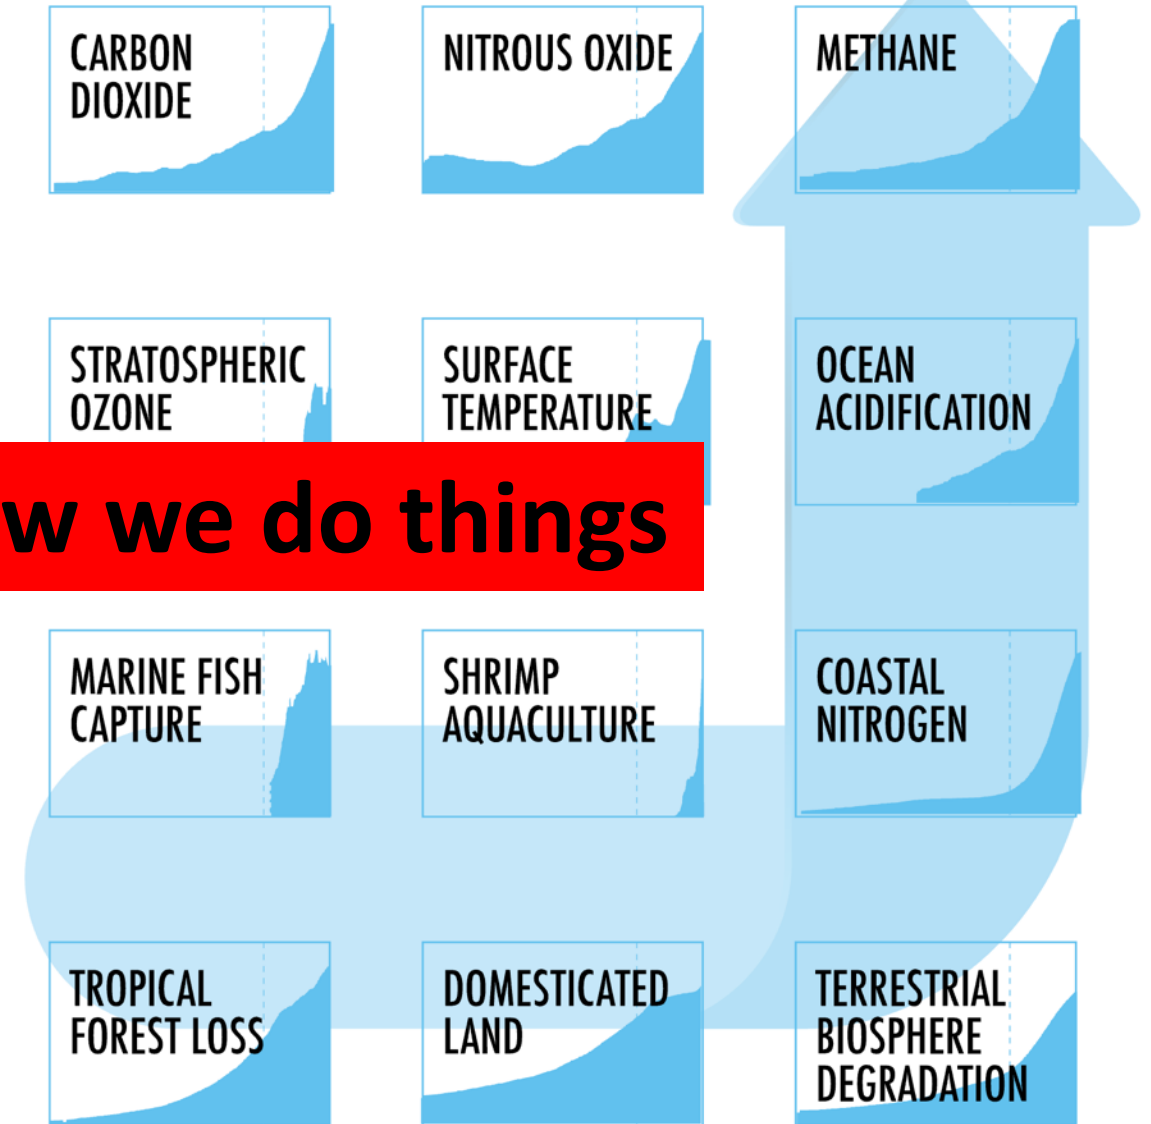 CARBON
DIOXIDE
NITROUS OXIDE
METHANE
STRATOSPHERIC
OZONE
SURFACE
TEMPERATURE
OCEAN
ACIDIFICATION
w we do things
MARINE FISH
CAPTURE
SHRIMP
AQUACULTURE
COASTAL
NITROGEN
TROPICAL
FOREST LOSS
DOMESTICATED
LAND
TERRESTRIAL
BIOSPHERE
DEGRADATION